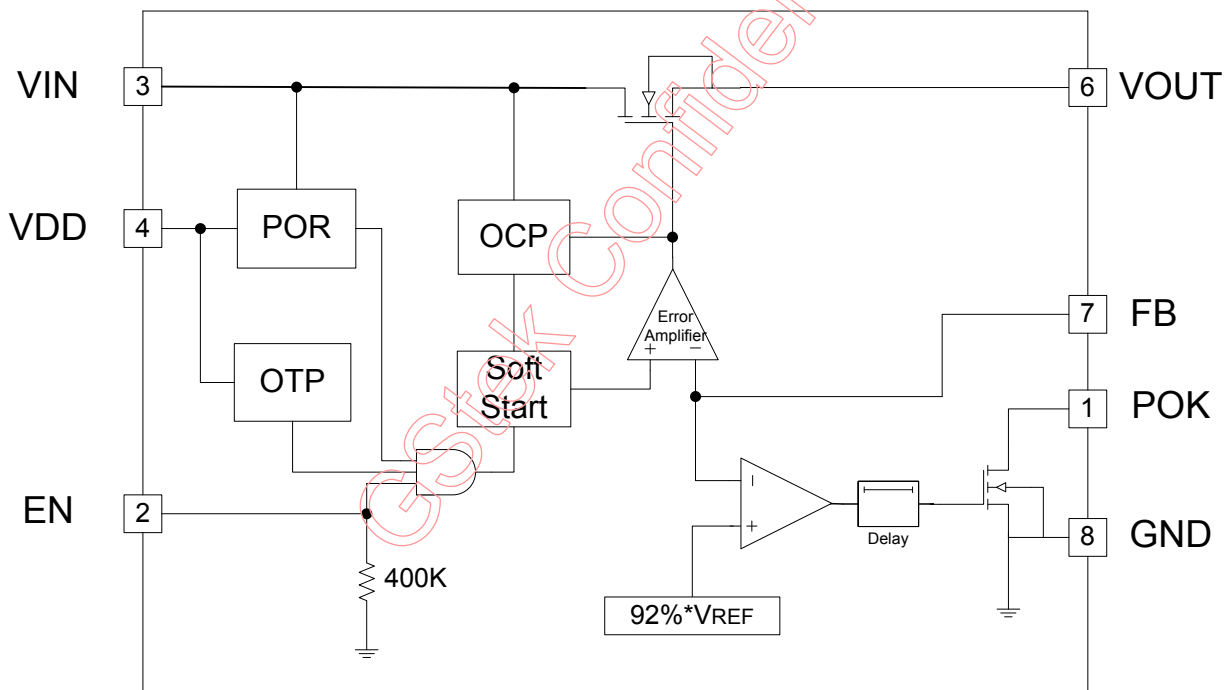 VIN
3
6
VOUT
VDD
4
POR
OCP
Error
Amplifier
+
−
7
FB
OTP
Soft
Start
1
POK
EN
2
−
+
Delay
8
GND
400K
92%*VREF
GStek Confiden